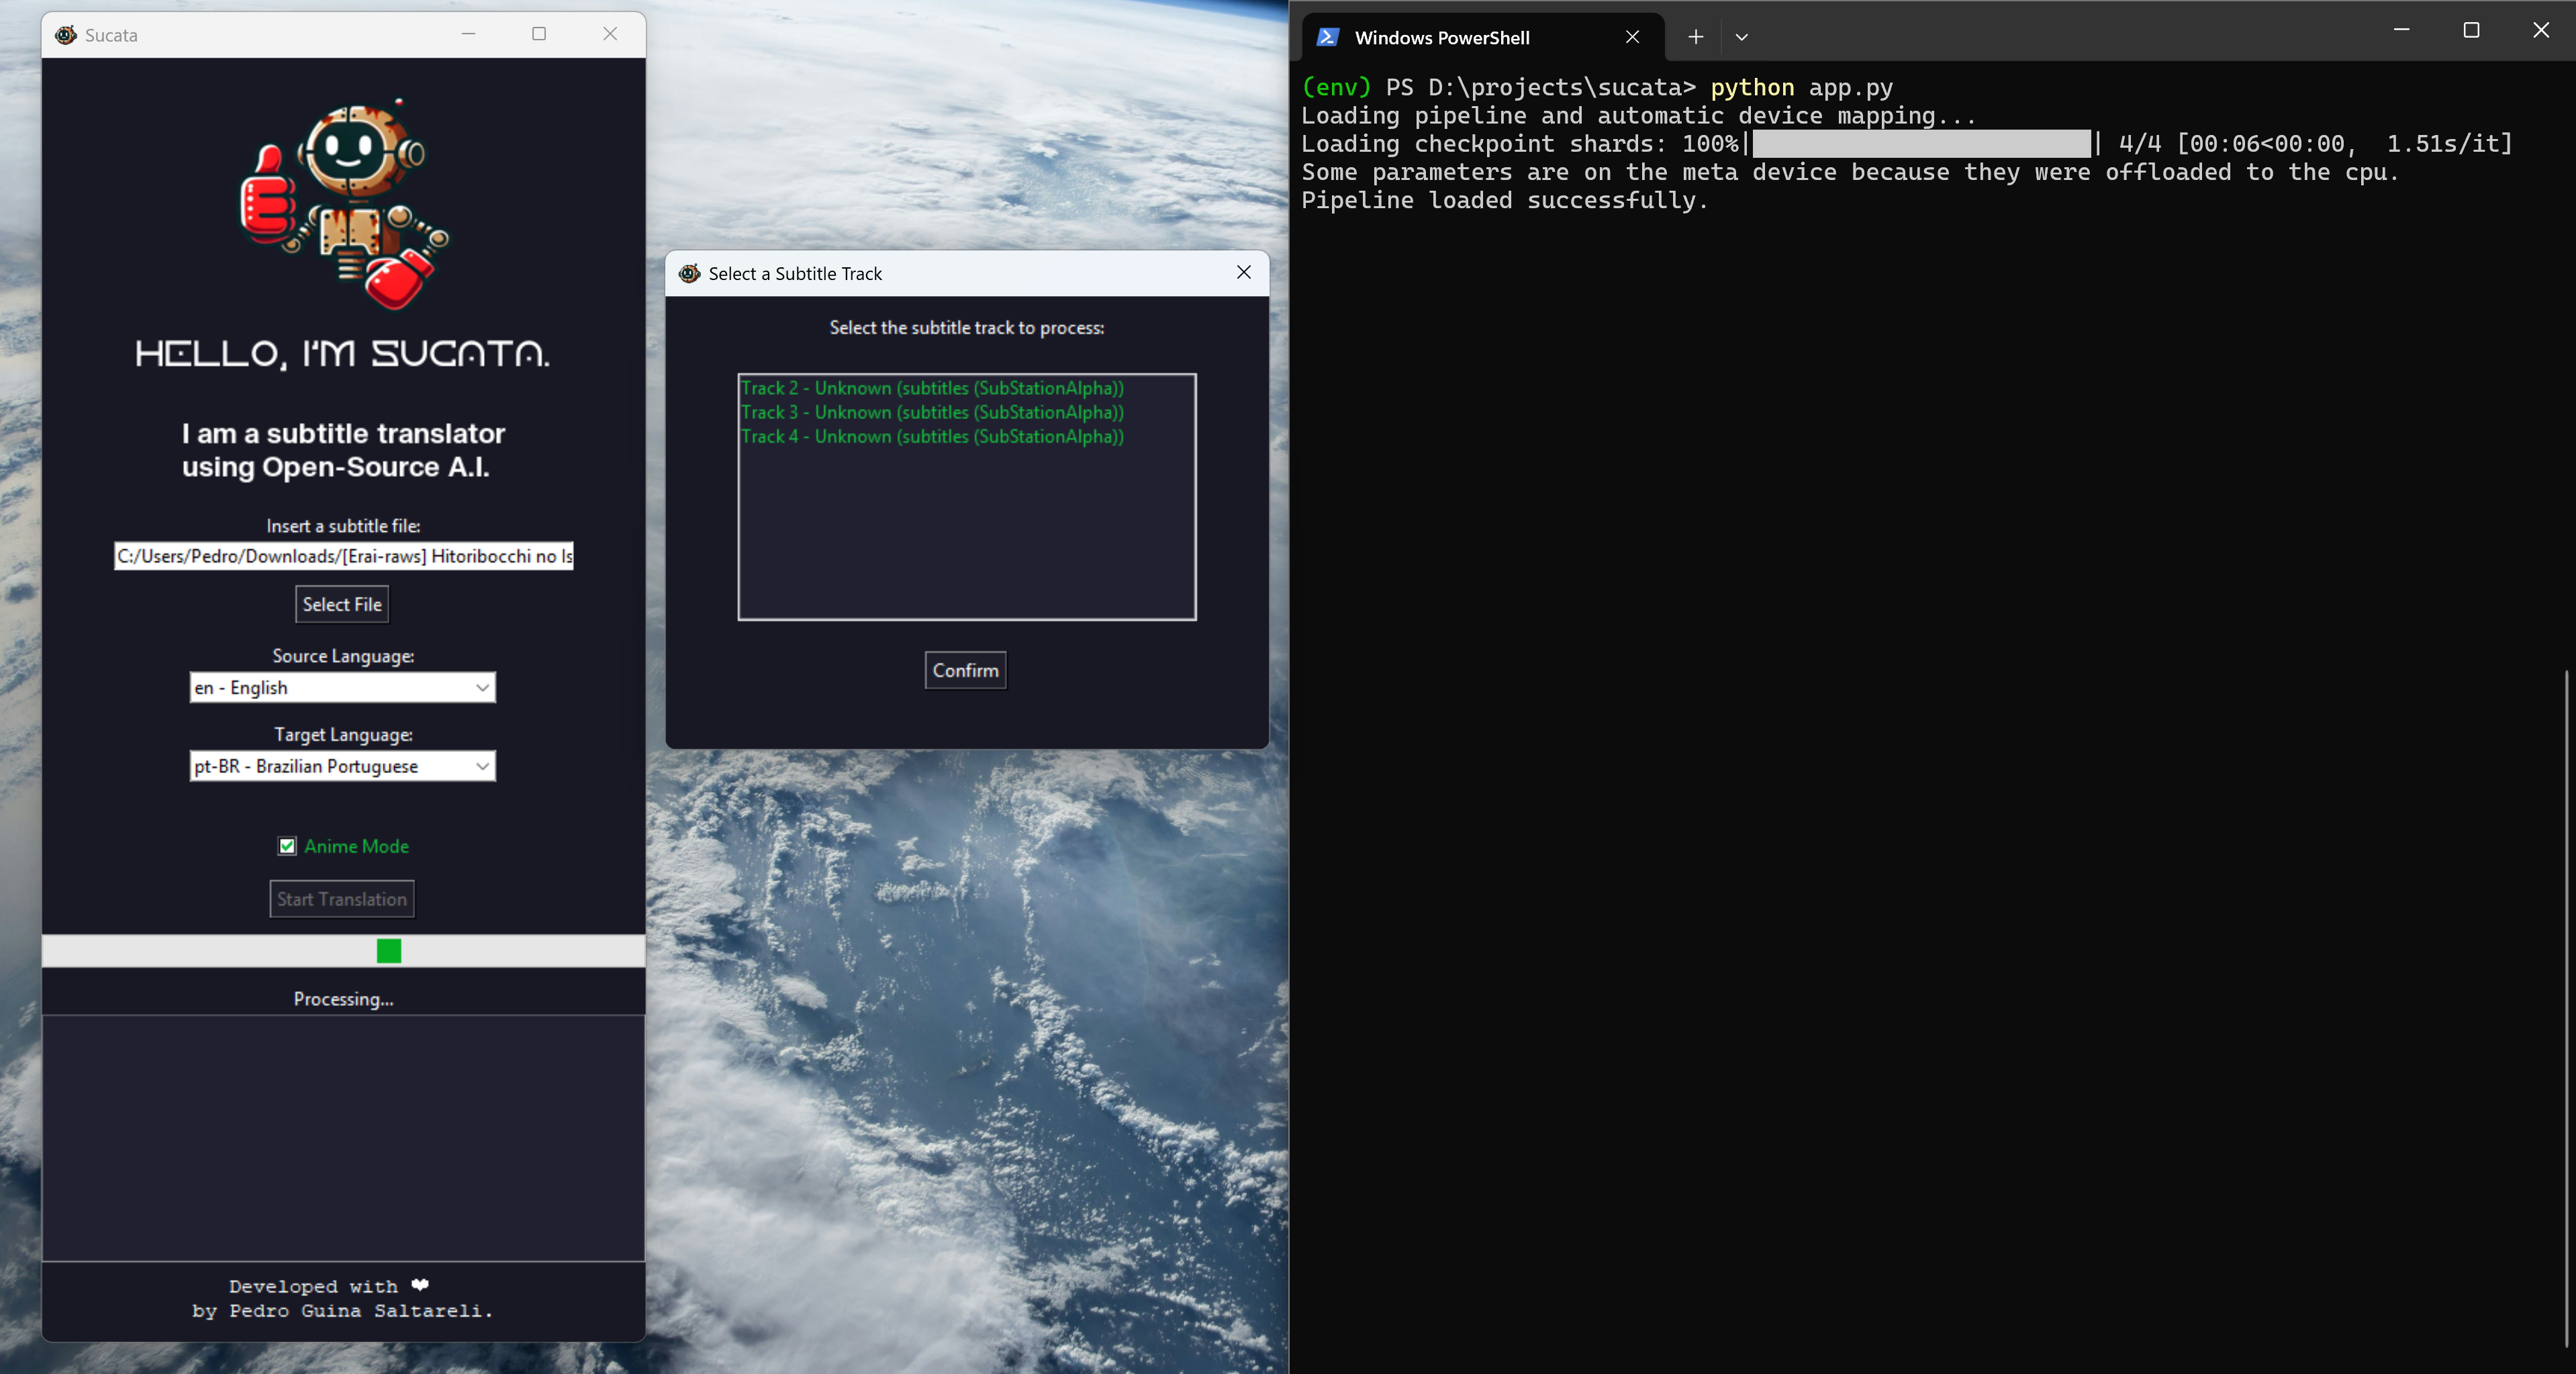 Sucata
HELLO, I'M SUCATA.
I am a subtitle translator
using Open-Source A.I.
Insert a subtitle file:
C:/Users/Pedro/Downloads/[Erai-raws] Hitoribocchi no Is
Select File
Source Language:
en - English
Target Language:
pt-BR - Brazilian Portuguese
Anime Mode
Start Translation
Processing...
Developed with ❤
by Pedro Guina Saltareli.
Select a Subtitle Track
Select the subtitle track to process:
Track 2 - Unknown (subtitles (SubStationAlpha))
Track 3 - Unknown (subtitles (SubStationAlpha))
Track 4 - Unknown (subtitles (SubStationAlpha))
Confirm
Windows PowerShell
(env) PS D:\projects\sucata> python app.py
Loading pipeline and automatic device mapping...
Loading checkpoint shards: 100%|██████████| 4/4 [00:06<00:00,  1.51s/it]
Some parameters are on the meta device because they were offloaded to the cpu.
Pipeline loaded successfully.